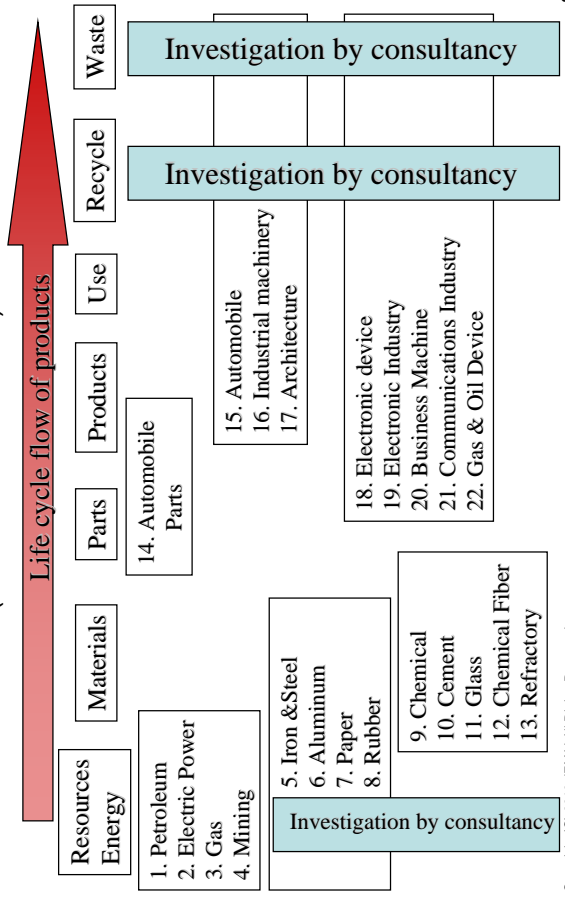 Life cycle flow of products
Resources
Energy
Materials
Parts
Products
Use
Recycle
Waste
1. Petroleum
2. Electric Power
3. Gas
4. Mining
5. Iron &Steel
6. Aluminum
7. Paper
8. Rubber
Investigation by consultancy
9. Chemical
10. Cement
11. Glass
12. Chemical Fiber
13. Refractory
14. Automobile
Parts
15. Automobile
16. Industrial machinery
17. Architecture
18. Electronic device
19. Electronic Industry
20. Business Machine
21. Communications Industry
22. Gas & Oil Device
Investigation by consultancy
Investigation by consultancy